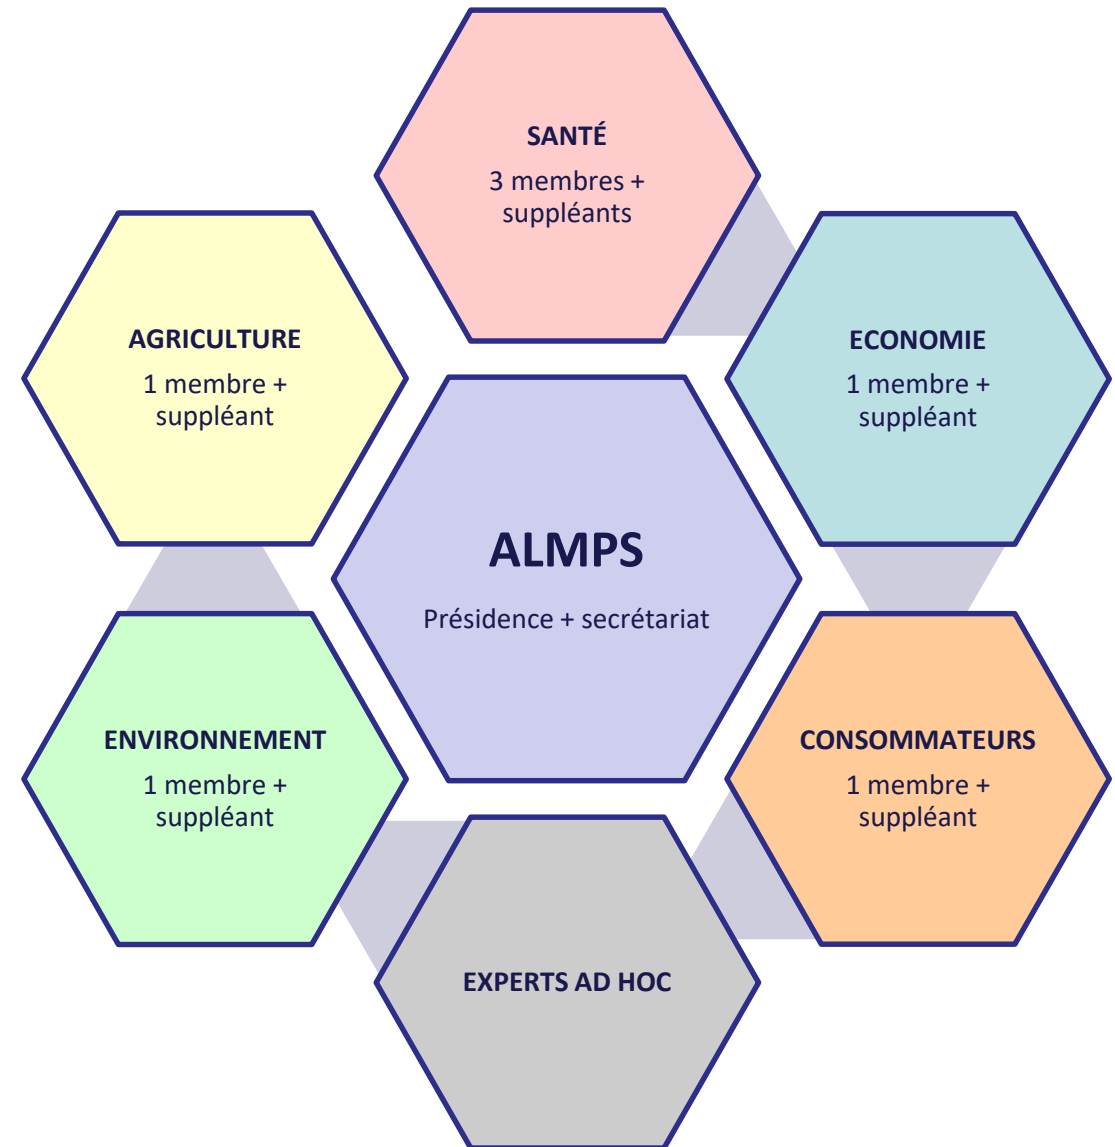 SANTÉ
3 membres +
suppléants
AGRICULTURE
1 membre +
suppléant
ECONOMIE
1 membre +
suppléant
ALMPS
Présidence + secrétariat
ENVIRONNEMENT
1 membre +
suppléant
CONSOMMATEURS
1 membre +
suppléant
EXPERTS AD HOC